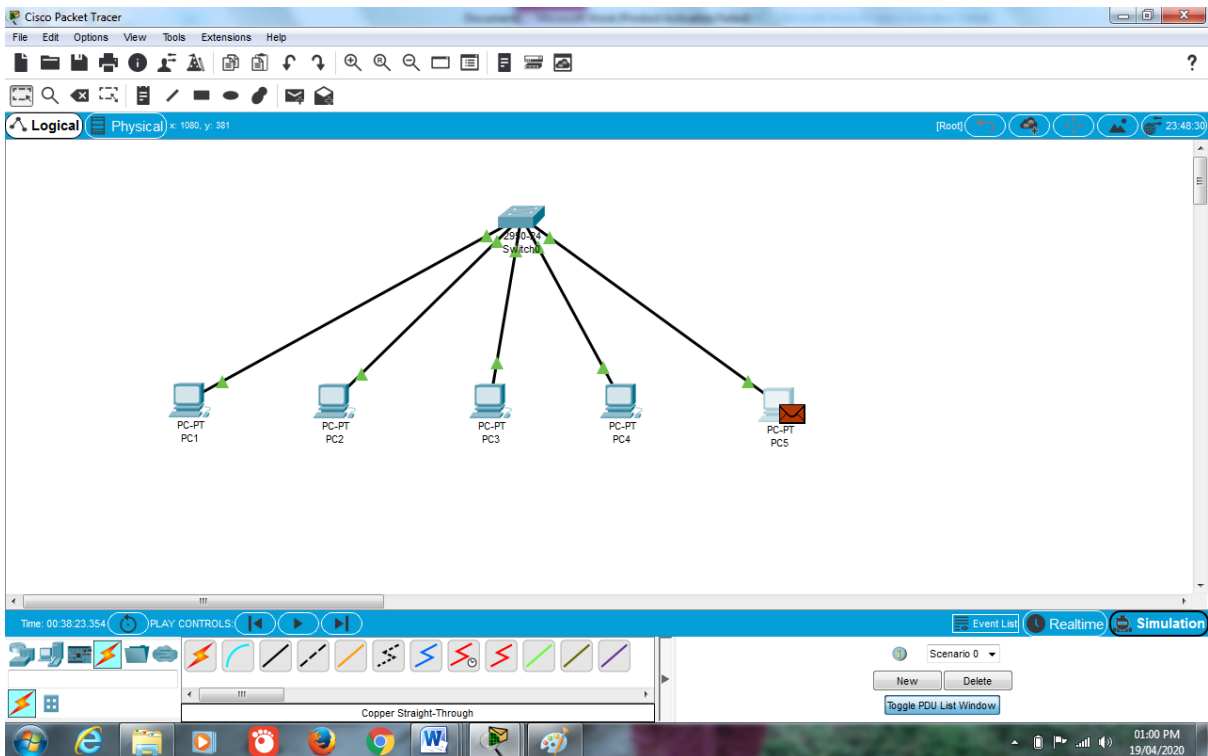 Cisco Packet Tracer
File Edit Options View Tools Extensions Help
?
Logical Physical x: 1080, y: 381 [Root] 23:48:30
2950-24
Switch0
PC-PT
PC1
PC-PT
PC2
PC-PT
PC3
PC-PT
PC4
PC-PT
PC5
Time: 00:38:23.354 PLAY CONTROLS: Event List Realtime Simulation
1 Scenario 0
New Delete
Toggle PDU List Window
Copper Straight-Through
01:00 PM
19/04/2020